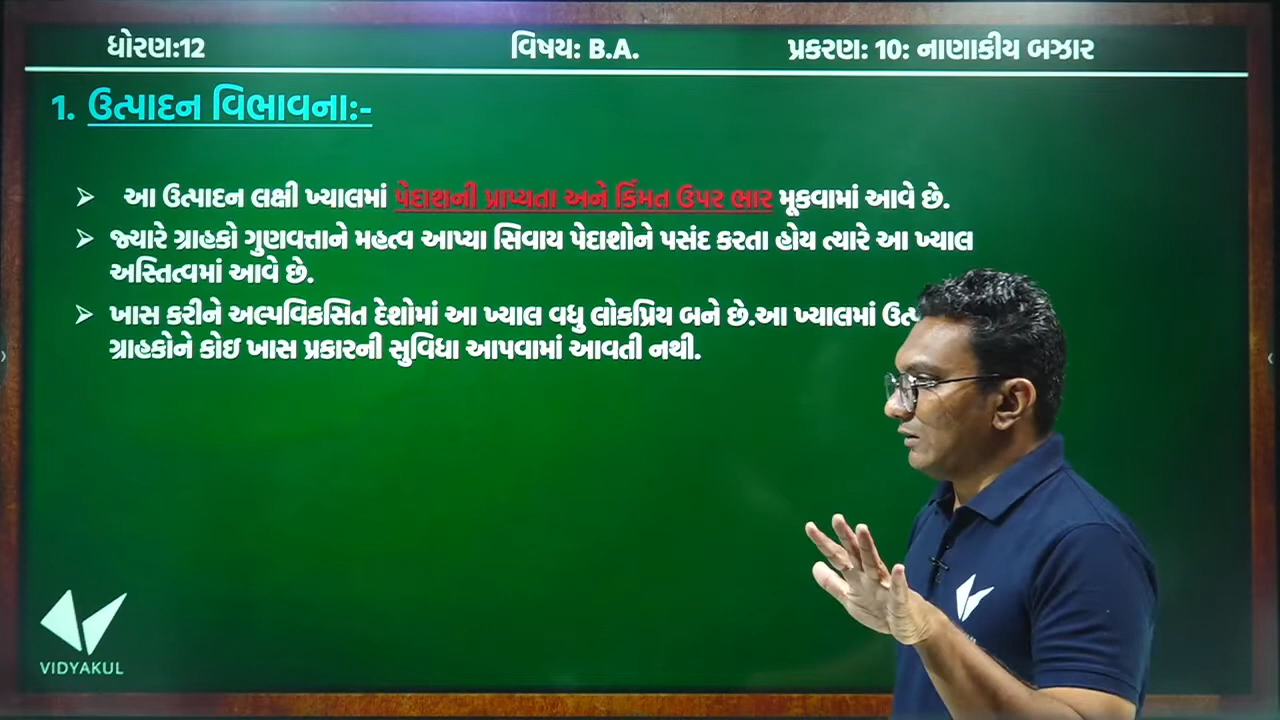 ધોરણ:12 વિષય: B.A. પ્રકરણ: 10: નાણાકીય બઝાર
1. ઉત્પાદન વિભાવના:-
➢ આ ઉત્પાદન લક્ષી ખ્યાલમાં પેદાશની પ્રાપ્યતા અને કિંમત ઉપર ભાર મૂકવામાં આવે છે.
➢ જ્યારે ગ્રાહકો ગુણવત્તાને મહત્વ આપ્યા સિવાય પેદાશોને પસંદ કરતા હોય ત્યારે આ ખ્યાલ
અસ્તિત્વમાં આવે છે.
➢ ખાસ કરીને અલ્પવિકસિત દેશોમાં આ ખ્યાલ વધુ લોકપ્રિય બને છે.આ ખ્યાલમાં
ગ્રાહકોને કોઇ ખાસ પ્રકારની સુવિધા આપવામાં આવતી નથી.
VIDYAKUL